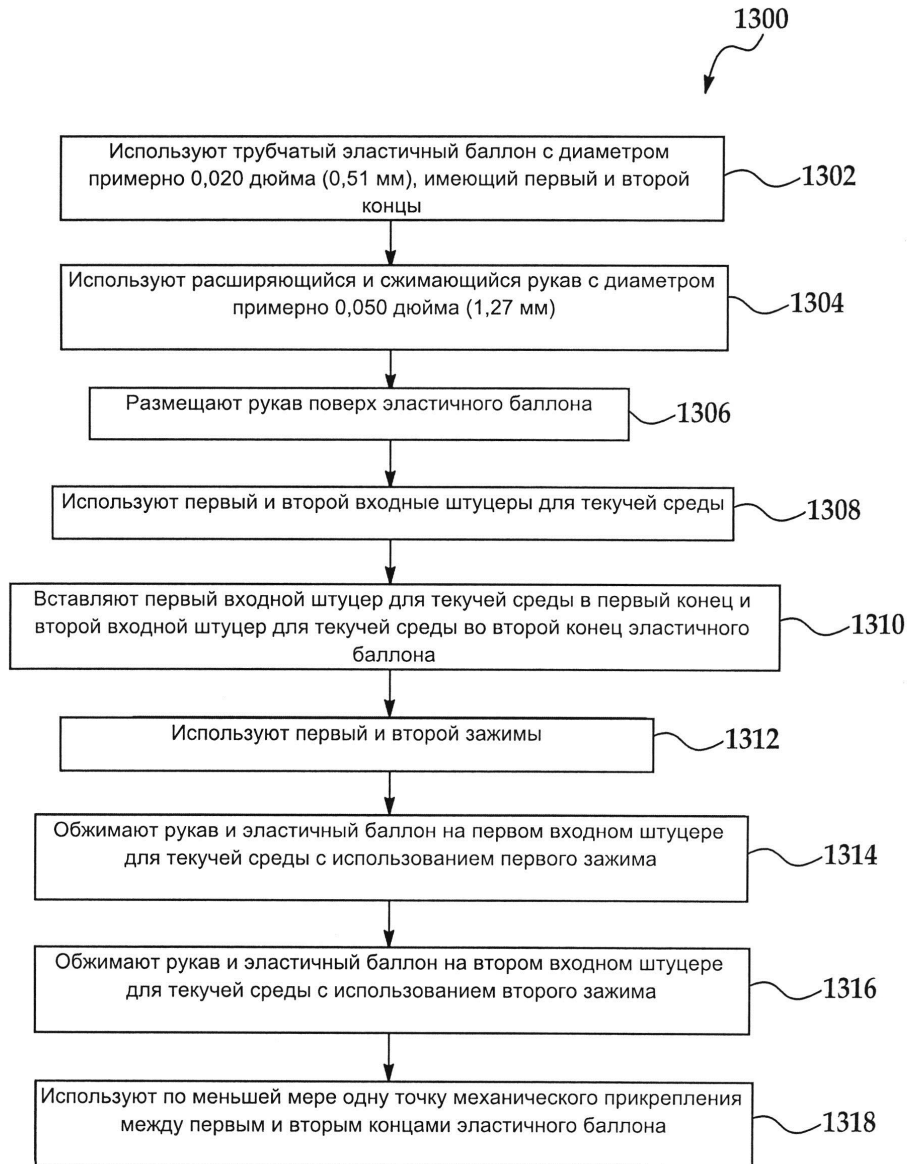 1300
Используют трубчатый эластичный баллон с диаметром
примерно 0,020 дюйма (0,51 мм), имеющий первый и второй
концы
1302
Используют расширяющийся и сжимающийся рукав с диаметром
примерно 0,050 дюйма (1,27 мм)
1304
Размещают рукав поверх эластичного баллона
1306
Используют первый и второй входные штуцеры для текучей среды
1308
Вставляют первый входной штуцер для текучей среды в первый конец и
второй входной штуцер для текучей среды во второй конец эластичного
баллона
1310
Используют первый и второй зажимы
1312
Обжимают рукав и эластичный баллон на первом входном штуцере
для текучей среды с использованием первого зажима
1314
Обжимают рукав и эластичный баллон на втором входном штуцере
для текучей среды с использованием второго зажима
1316
Используют по меньшей мере одну точку механического прикрепления
между первым и вторым концами эластичного баллона
1318